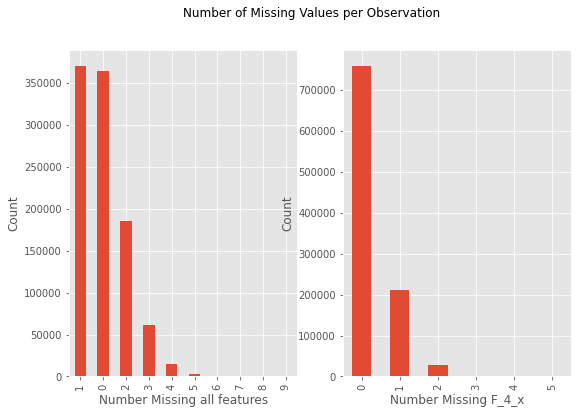 Number of Missing Values per Observation
350000
300000
250000
200000
150000
100000
50000
0
Count
1 0 2 3 4 5 6 7 8 9
Number Missing all features
700000
600000
500000
400000
300000
200000
100000
0
Count
0 1 2 3 4 5
Number Missing F_4_x